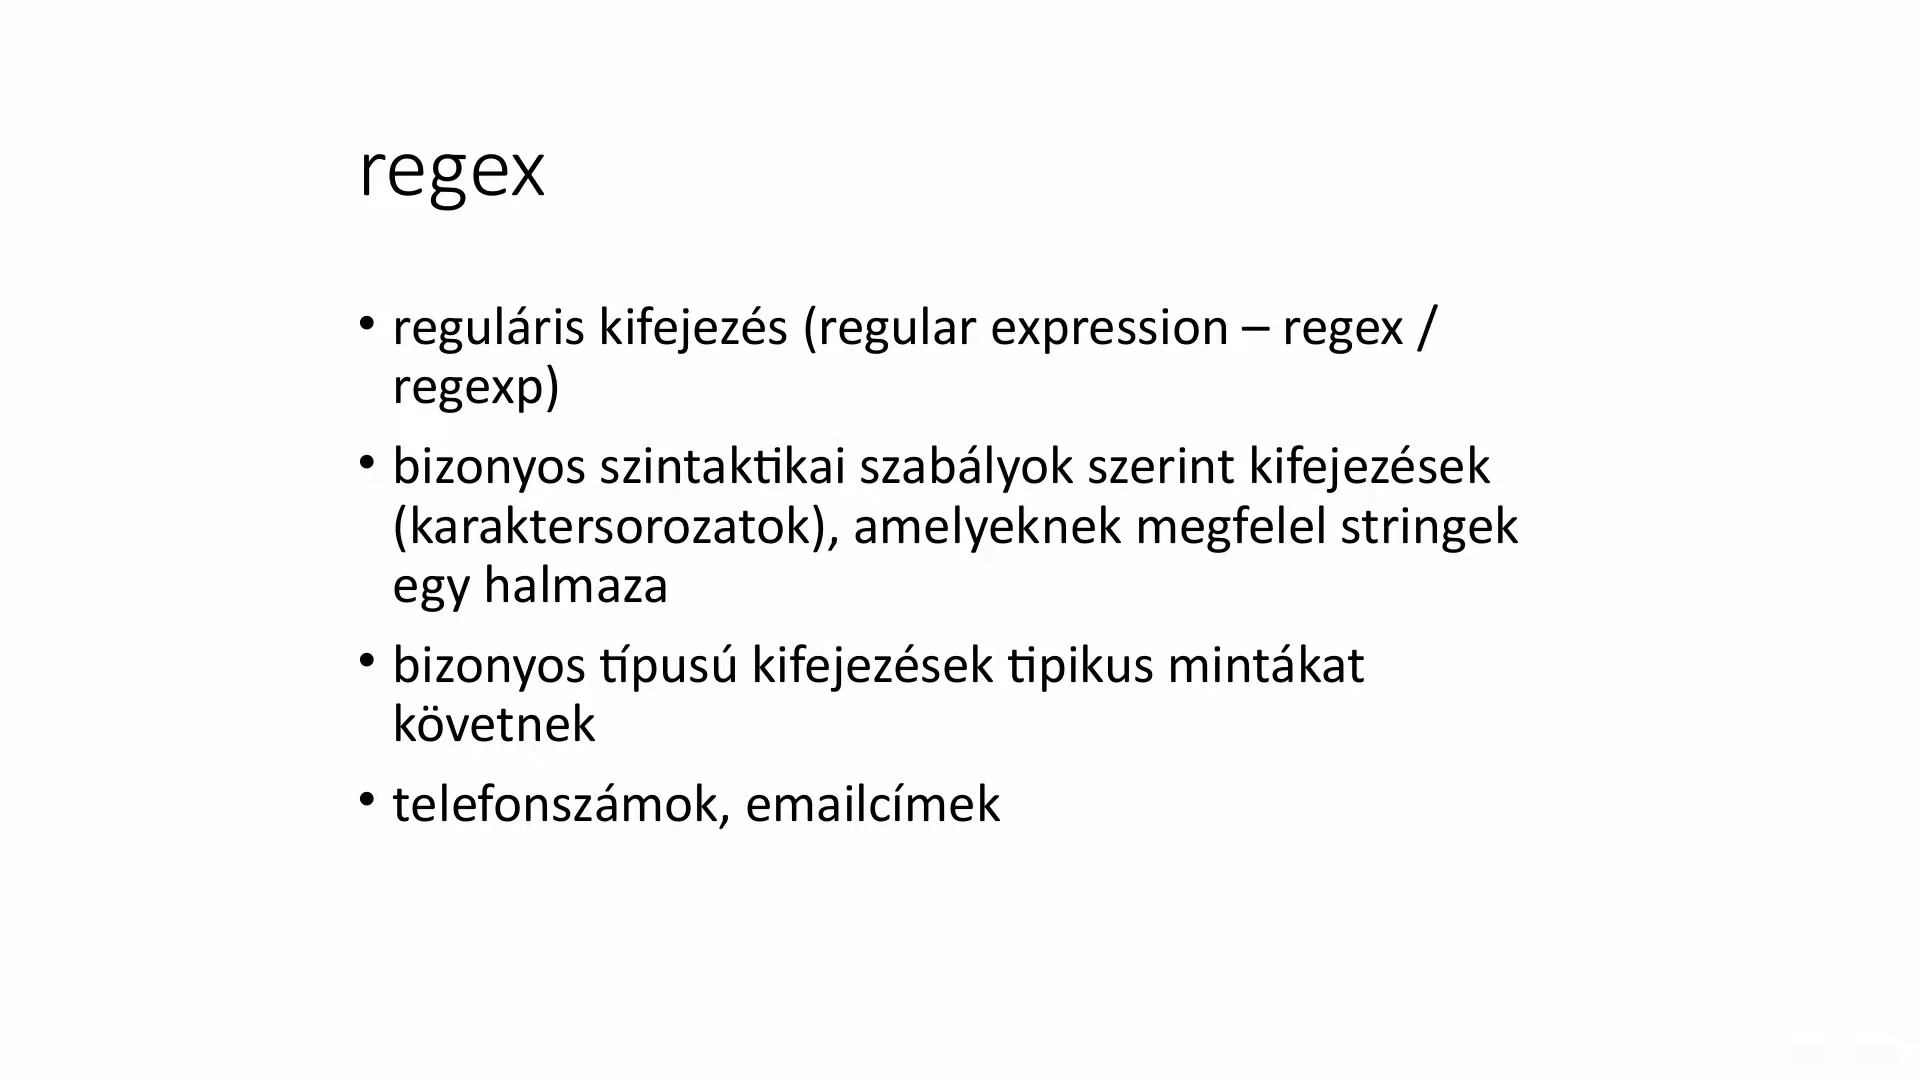 regex
• reguláris kifejezés (regular expression – regex /
regexp)
• bizonyos szintaktikai szabályok szerint kifejezések
(karaktersorozatok), amelyeknek megfelel stringek
egy halmaza
• bizonyos típusú kifejezések tipikus mintákat
követnek
• telefonszámok, emailcímek